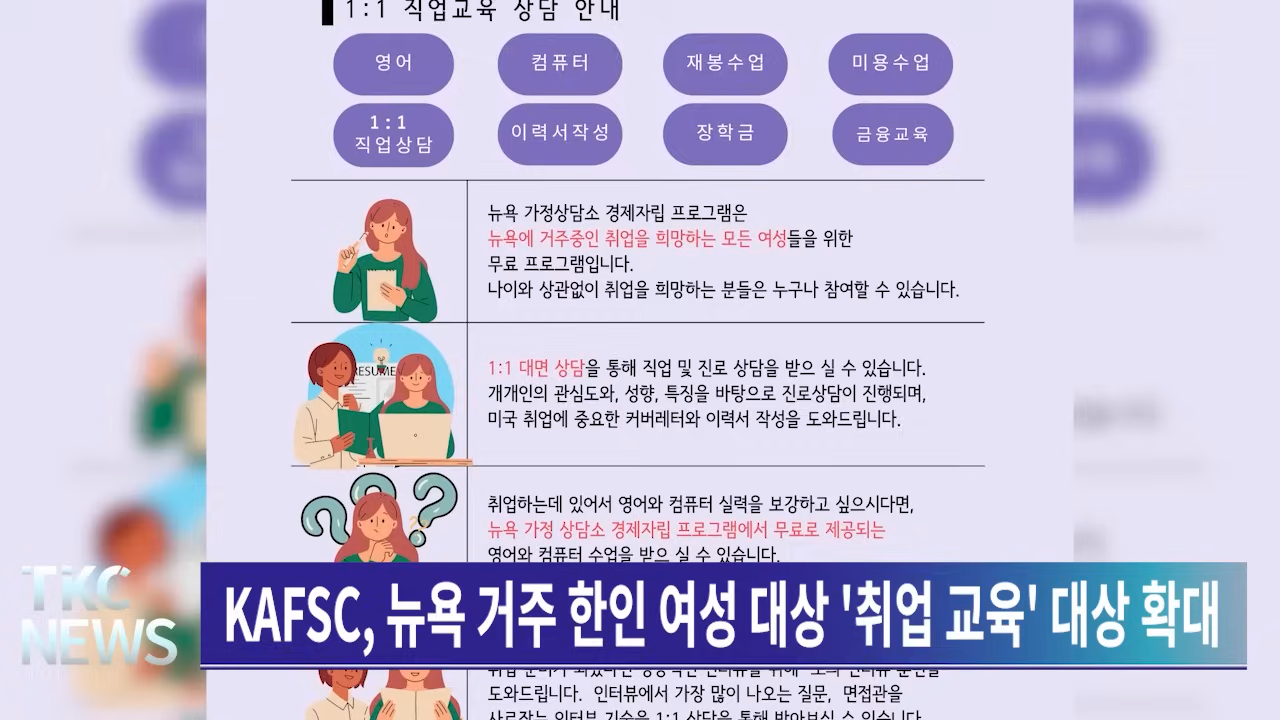 1:1 직업교육 상담 안내
영어
컴퓨터
재봉수업
미용수업
1:1
직업상담
이력서작성
장학금
금융교육
뉴욕 가정상담소 경제자립 프로그램은
뉴욕에 거주중인 취업을 희망하는 모든 여성들을 위한
무료 프로그램입니다.
나이와 상관없이 취업을 희망하는 분들은 누구나 참여할 수 있습니다.
RESUME
1:1 대면 상담을 통해 직업 및 진로 상담을 받으 실 수 있습니다.
개개인의 관심도와, 성향, 특징을 바탕으로 진로상담이 진행되며,
미국 취업에 중요한 커버레터와 이력서 작성을 도와드립니다.
취업하는데 있어서 영어와 컴퓨터 실력을 보강하고 싶으시다면,
뉴욕 가정 상담소 경제자립 프로그램에서 무료로 제공되는
영어와 컴퓨터 수업을 받으 실 수 있습니다.
TKC
NEWS
KAFSC, 뉴욕 거주 한인 여성 대상 '취업 교육' 대상 확대
도와드립니다. 인터뷰에서 가장 많이 나오는 질문, 면접관을